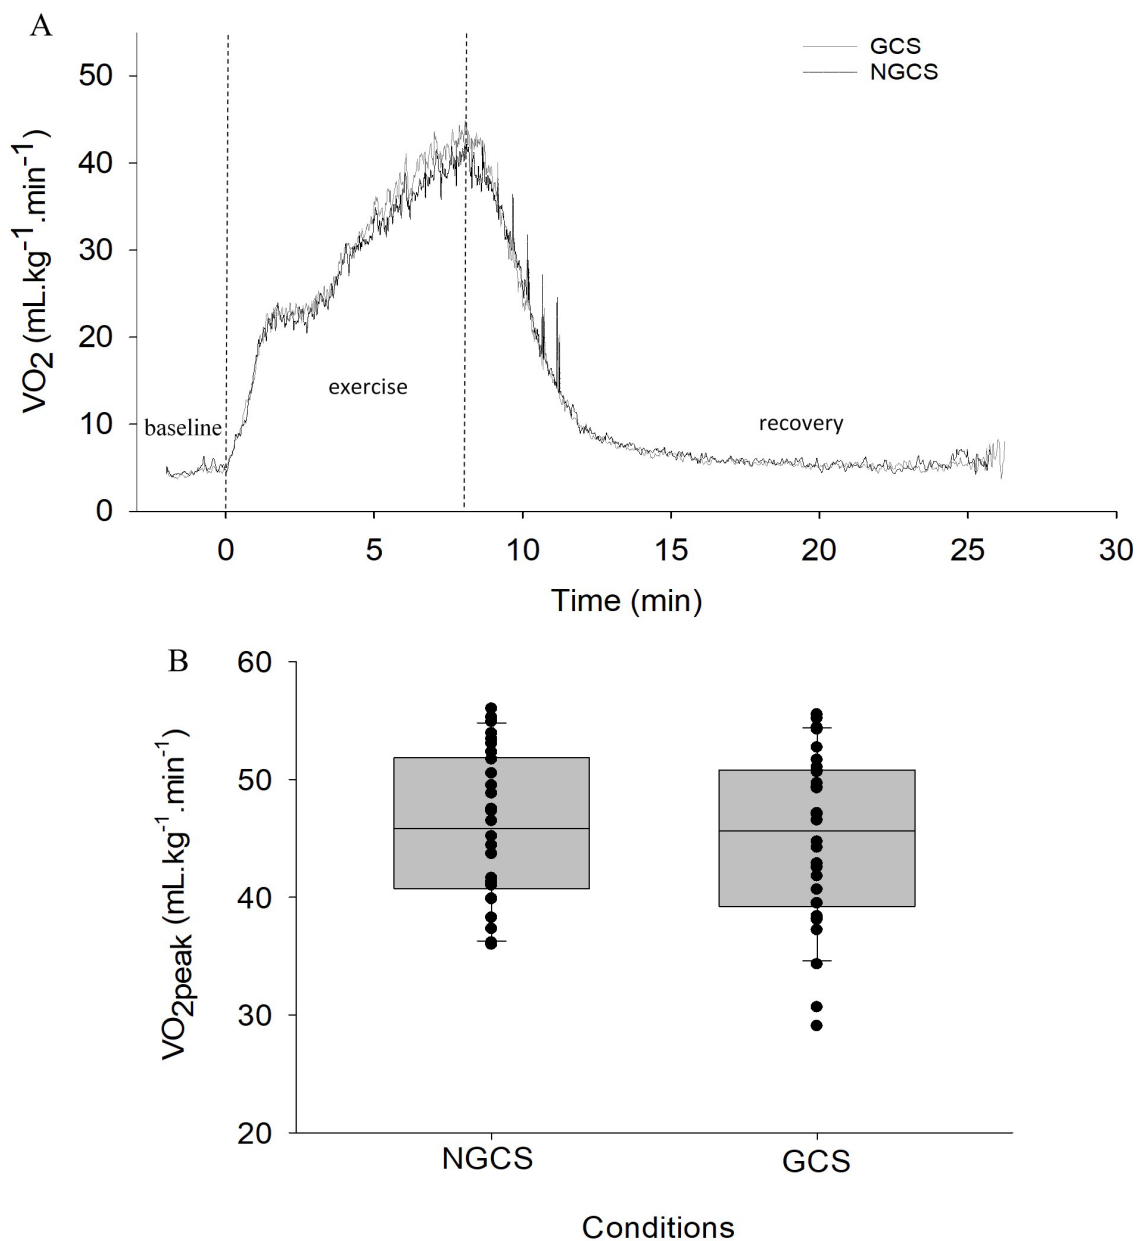 A
GCS
NGCS
50
40
30
20
10
0
VO2 (mL.kg-1.min-1)
baseline
exercise
recovery
0 5 10 15 20 25 30
Time (min)
B
60
50
40
30
20
VO2peak (mL.kg-1.min-1)
NGCS GCS
Conditions